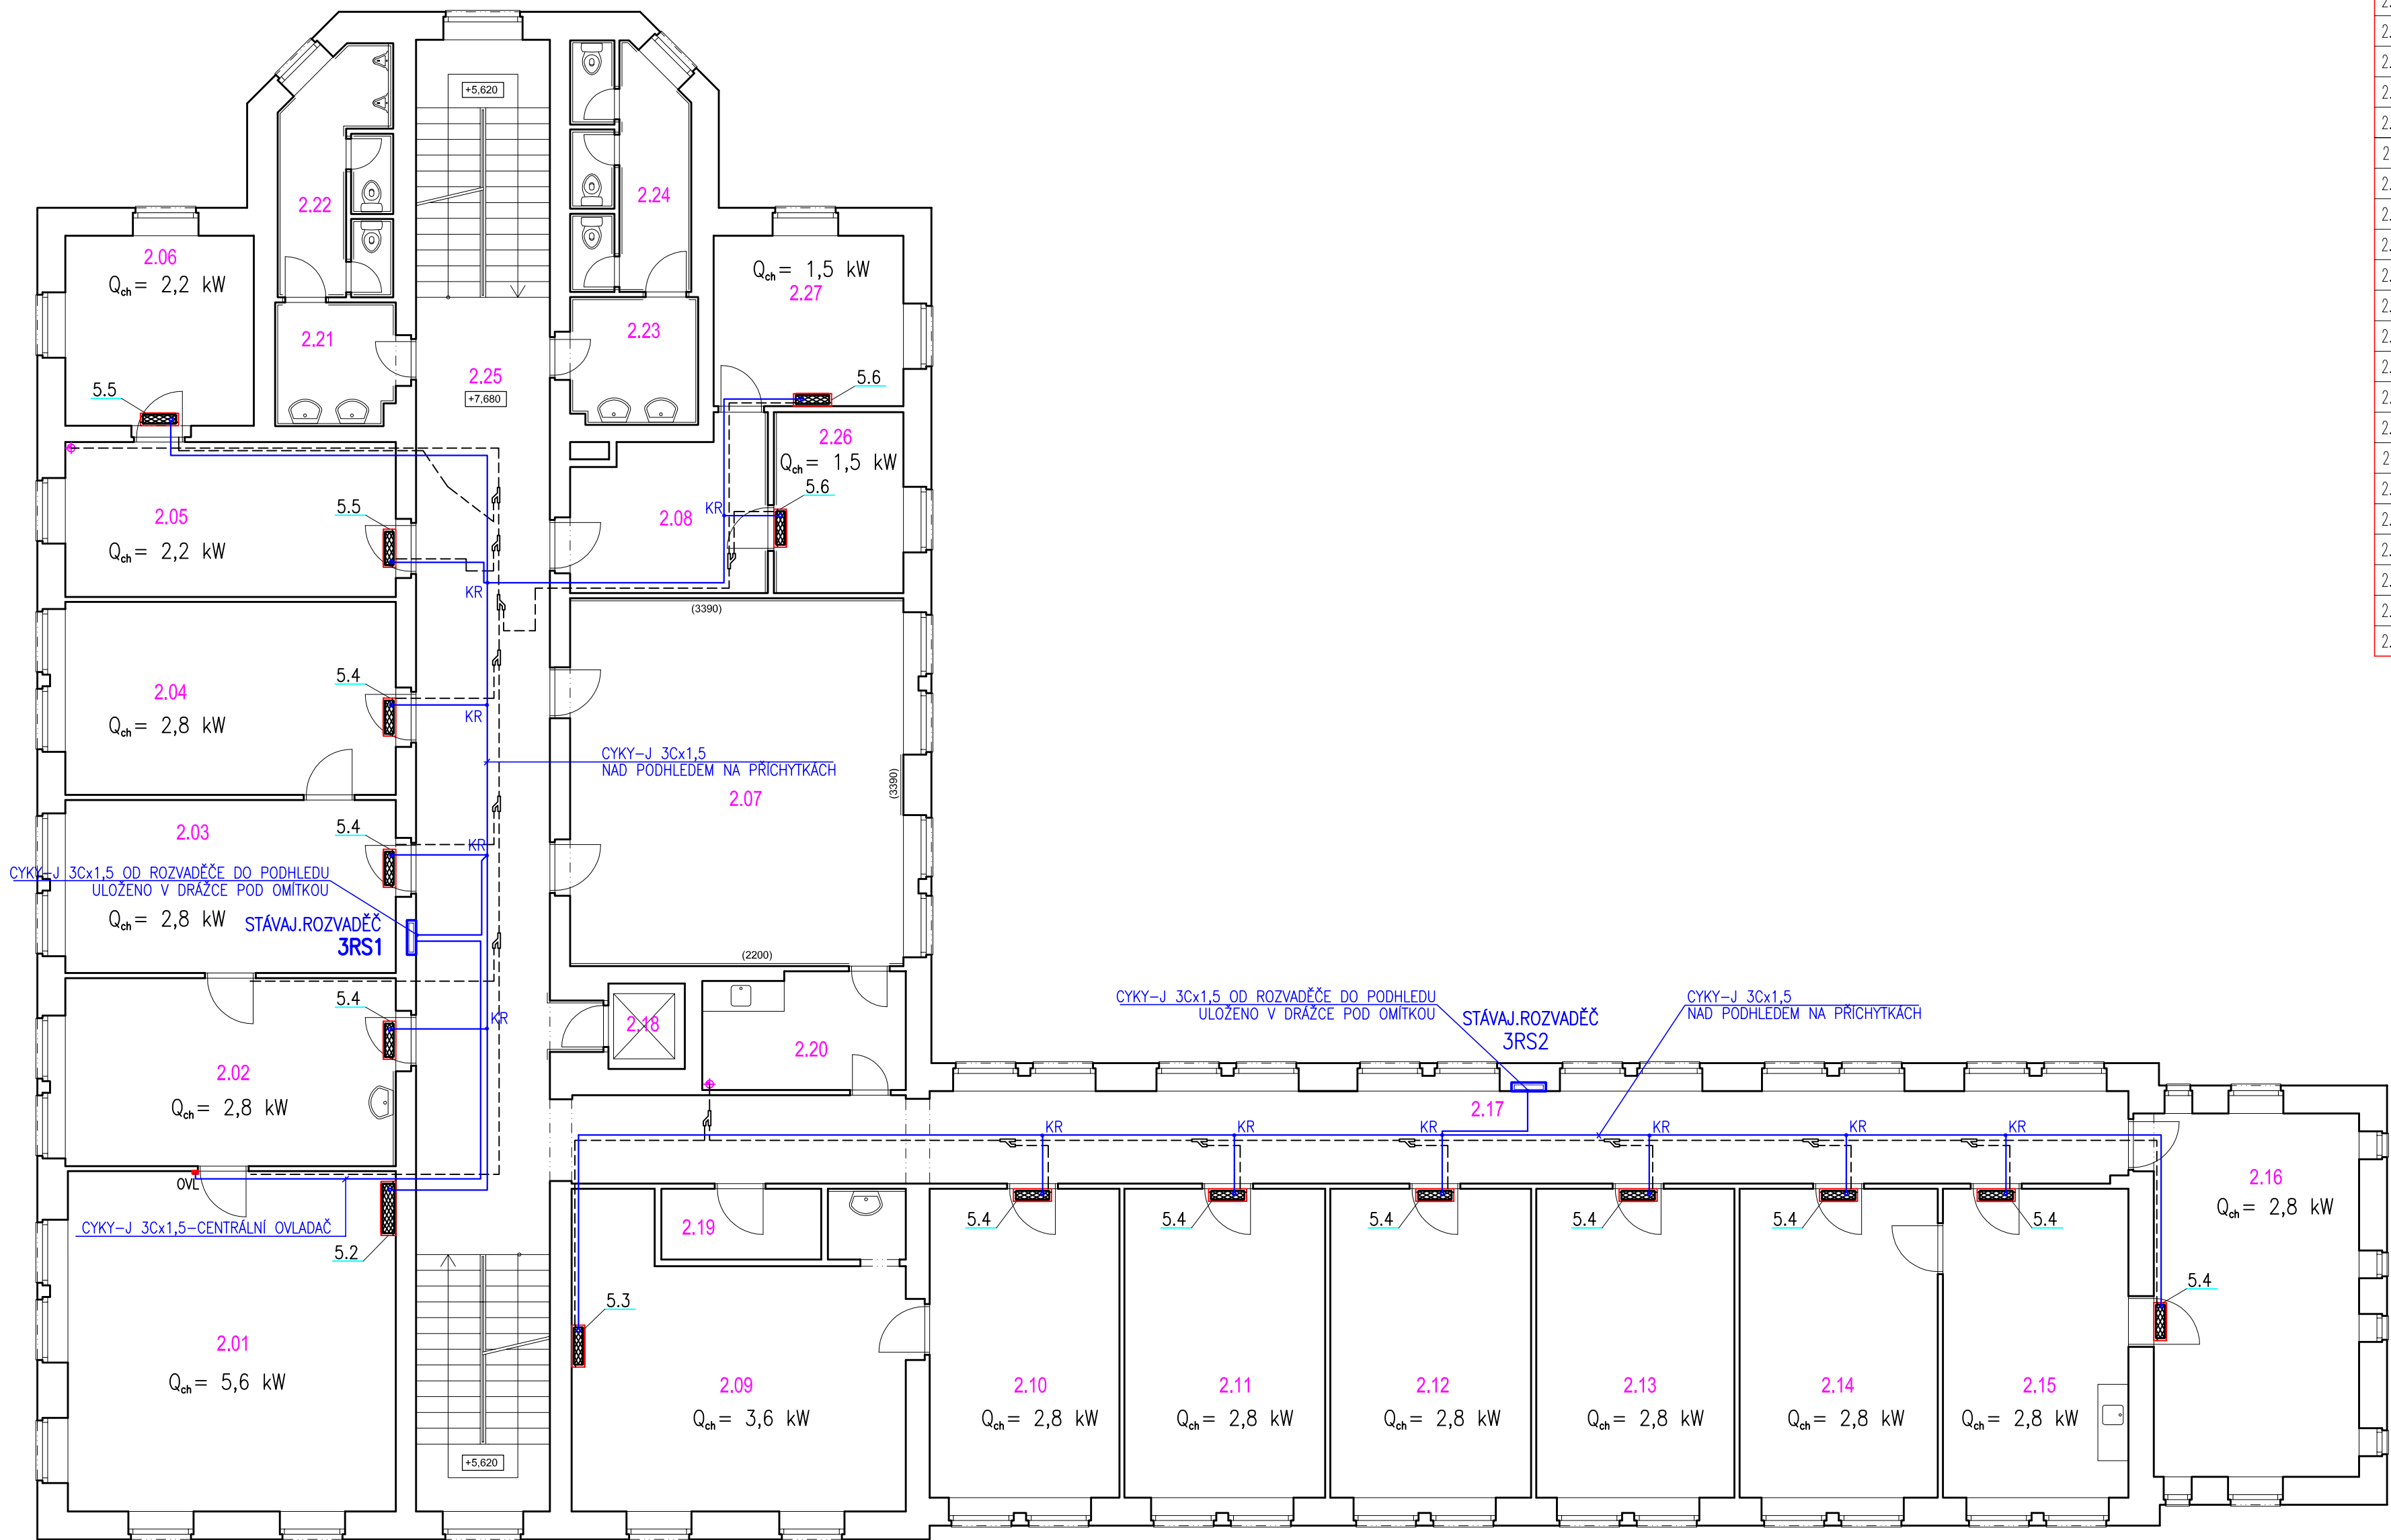 +5,620
2.22
2.24
2.06
Qch= 2,2 kW
Qch= 1,5 kW
2.27
2.21
2.23
2.25
+7,680
5.5
5.6
2.26
Qch= 1,5 kW
5.6
2.05
5.5
KR
2.08
Qch= 2,2 kW
KR
(3390)
2.04
5.4
Qch= 2,8 kW
KR
CYKY-J 3Cx1,5
NAD PODHLEDEM NA PŘÍCHYTKÁCH
(3390)
2.07
2.03
5.4
KR
CYKY-J 3Cx1,5 OD ROZVADĚČE DO PODHLEDU
ULOŽENO V DRÁŽCE POD OMÍTKOU
Qch= 2,8 kW
STÁVAJ.ROZVADĚČ
3RS1
(2200)
5.4
KR
2.18
2.20
2.02
Qch= 2,8 kW
CYKY-J 3Cx1,5 OD ROZVADĚČE DO PODHLEDU
ULOŽENO V DRÁŽCE POD OMÍTKOU
STÁVAJ.ROZVADĚČ
3RS2
CYKY-J 3Cx1,5
NAD PODHLEDEM NA PŘÍCHYTKÁCH
2.17
KR
KR
KR
KR
KR
KR
OVL
CYKY-J 3Cx1,5-CENTRÁLNÍ OVLADAČ
5.2
2.19
5.4
5.4
5.4
5.4
5.4
5.4
2.16
Qch= 2,8 kW
5.4
5.3
2.01
Qch= 5,6 kW
2.09
Qch= 3,6 kW
2.10
Qch= 2,8 kW
2.11
Qch= 2,8 kW
2.12
Qch= 2,8 kW
2.13
Qch= 2,8 kW
2.14
Qch= 2,8 kW
2.15
Qch= 2,8 kW
+5,620